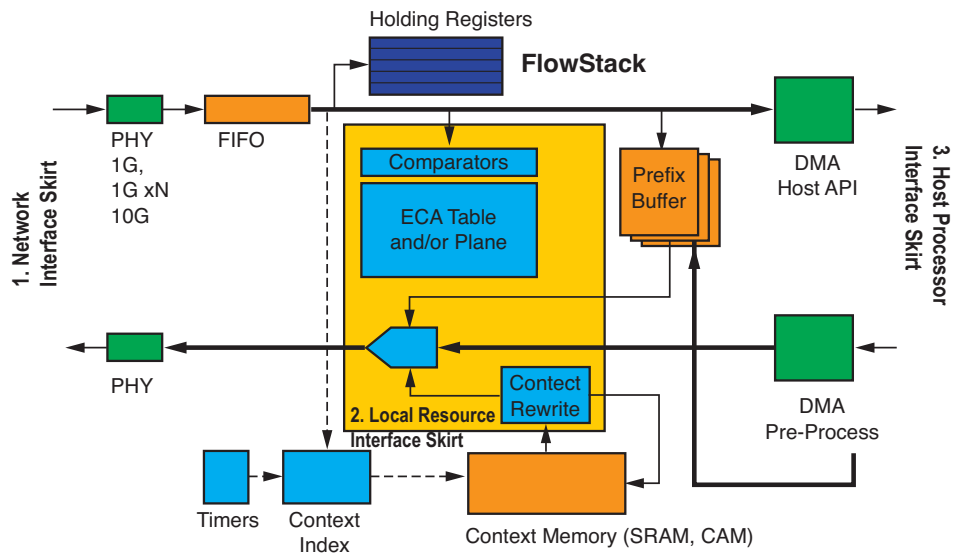 Holding Registers
FlowStack
PHY
1G,
1G xN
10G
FIFO
Comparators
ECA Table
and/or Plane
Prefix
Buffer
DMA
Host API
1. Network
Interface Skirt
3. Host Processor
Interface Skirt
PHY
Contect
Rewrite
2. Local Resource
Interface Skirt
DMA
Pre-Process
Timers
Context
Index
Context Memory (SRAM, CAM)